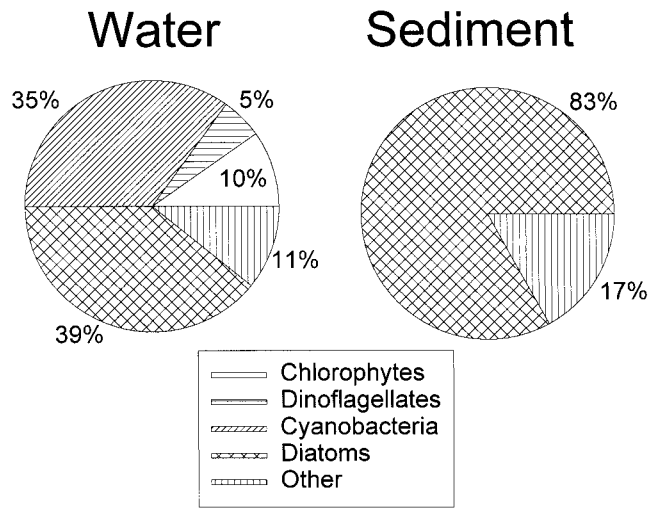 Water
Sediment
35%
5%
10%
11%
39%
83%
17%
Chlorophytes
Dinoflagellates
Cyanobacteria
Diatoms
Other